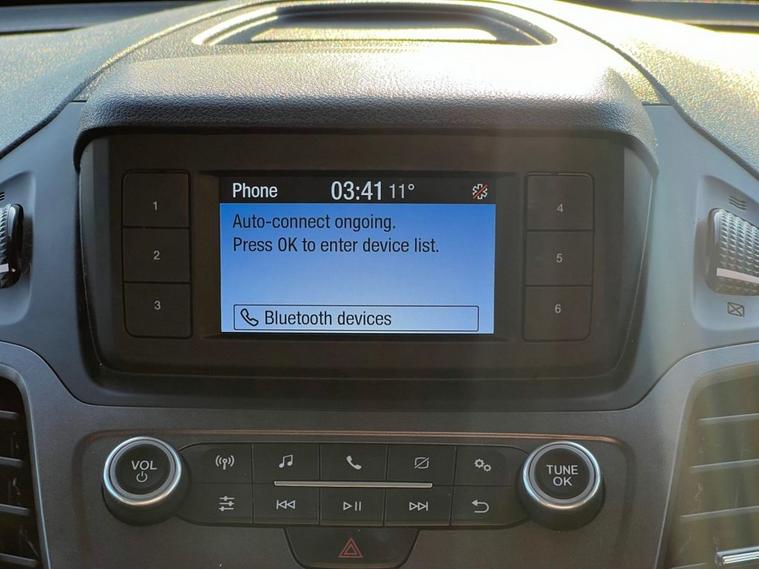 Phone 03:41 11°
Auto-connect ongoing.
Press OK to enter device list.
Bluetooth devices
1
2
3
4
5
6
VOL
TUNE
OK